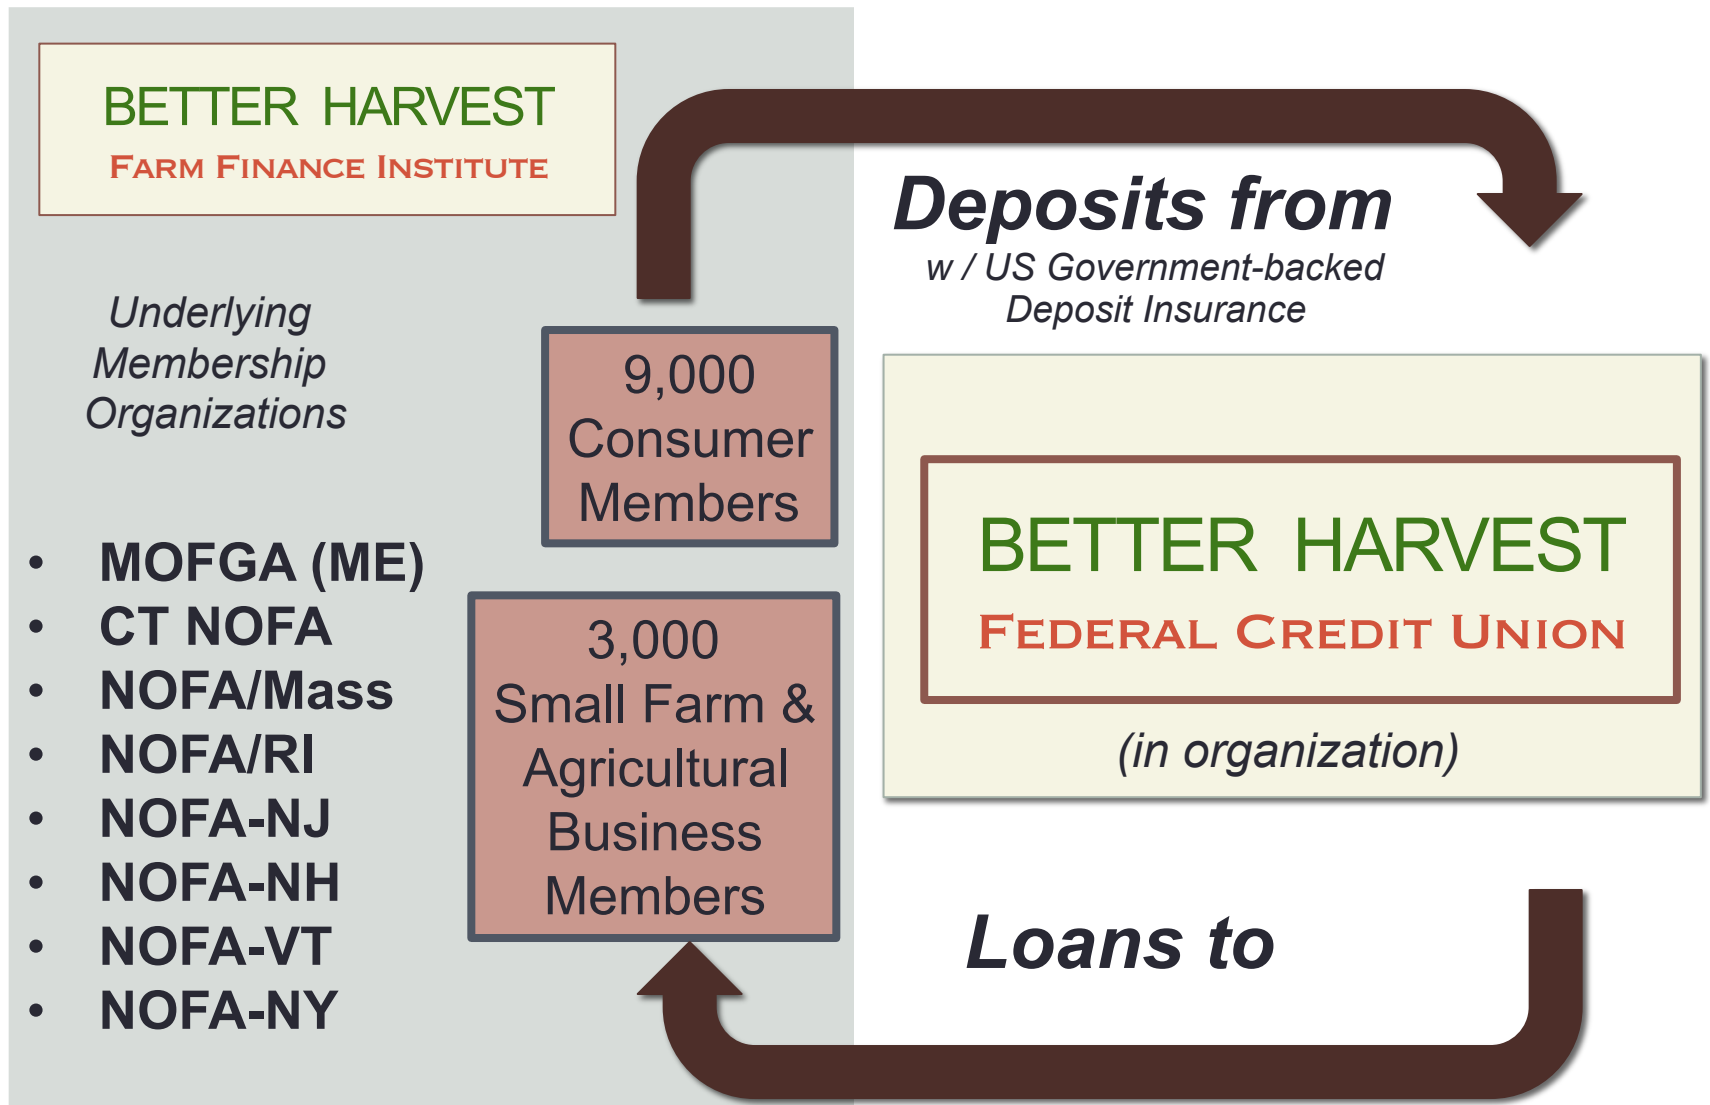 BETTER HARVEST
FARM FINANCE INSTITUTE
Underlying
Membership
Organizations
• MOFGA (ME)
• CT NOFA
• NOFA/Mass
• NOFA/RI
• NOFA-NJ
• NOFA-NH
• NOFA-VT
• NOFA-NY
9,000
Consumer
Members
3,000
Small Farm &
Agricultural
Business
Members
Deposits from
w / US Government-backed
Deposit Insurance
BETTER HARVEST
FEDERAL CREDIT UNION
(in organization)
Loans to